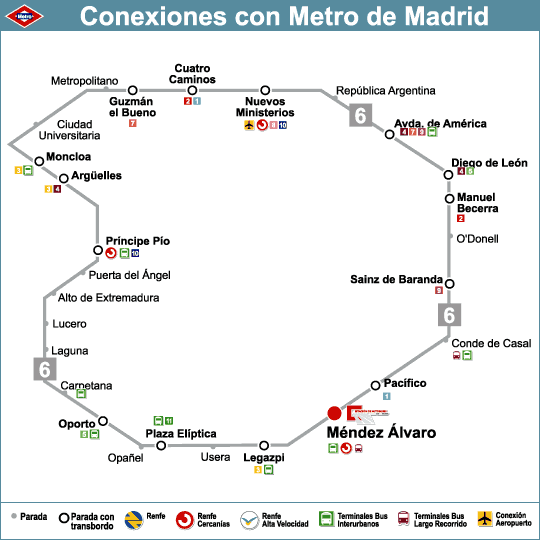 Metro
Conexiones con Metro de Madrid
Metropolitano
Cuatro
Caminos
2 1
Guzmán
el Bueno
7
Nuevos
Ministerios
8 10
República Argentina
6
Avda. de América
4 7 9
Ciudad
Universitaria
Moncloa
3
Argüelles
3 4
Diego de León
4 5
Manuel
Becerra
2
O'Donell
Príncipe Pío
10
Puerta del Ángel
Sainz de Baranda
9
Alto de Extremadura
6
Lucero
Conde de Casal
Laguna
6
Carpetana
Pacífico
1
Oporto
5
11
Plaza Elíptica
Méndez Álvaro
Opañel
Usera
Legazpi
3
Parada
Parada con
transbordo
Renfe
Renfe
Cercanías
Renfe
Alta Velocidad
Terminales Bus
Interurbanos
Terminales Bus
Largo Recorrido
Conexión
Aeropuerto